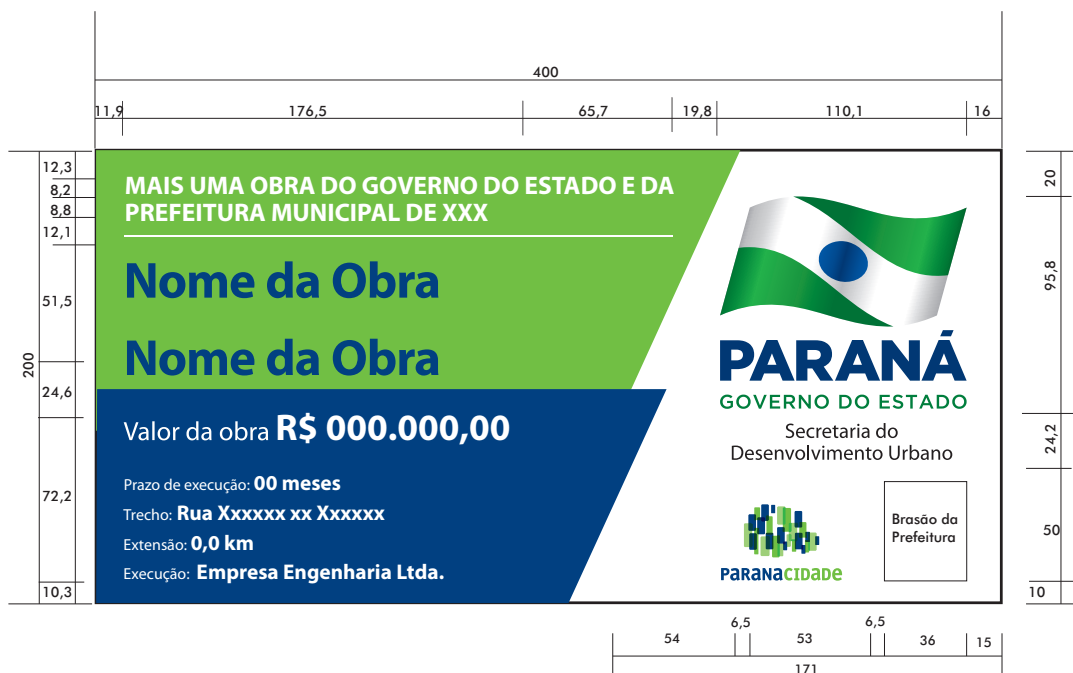 400
11,9 176,5 65,7 19,8 110,1 16
12,3
8,2
8,8
12,1
51,5
200
24,6
72,2
10,3
MAIS UMA OBRA DO GOVERNO DO ESTADO E DA
PREFEITURA MUNICIPAL DE XXX
Nome da Obra
Nome da Obra
Valor da obra R$ 000.000,00
Prazo de execução: 00 meses
Trecho: Rua Xxxxxx xx Xxxxxx
Extensão: 0,0 km
Execução: Empresa Engenharia Ltda.
PARANÁ
GOVERNO DO ESTADO
Secretaria do
Desenvolvimento Urbano
PARANACIDADE
Brasão da
Prefeitura
20
95,8
24,2
50
10
54 6,5 53 6,5 36 15
171